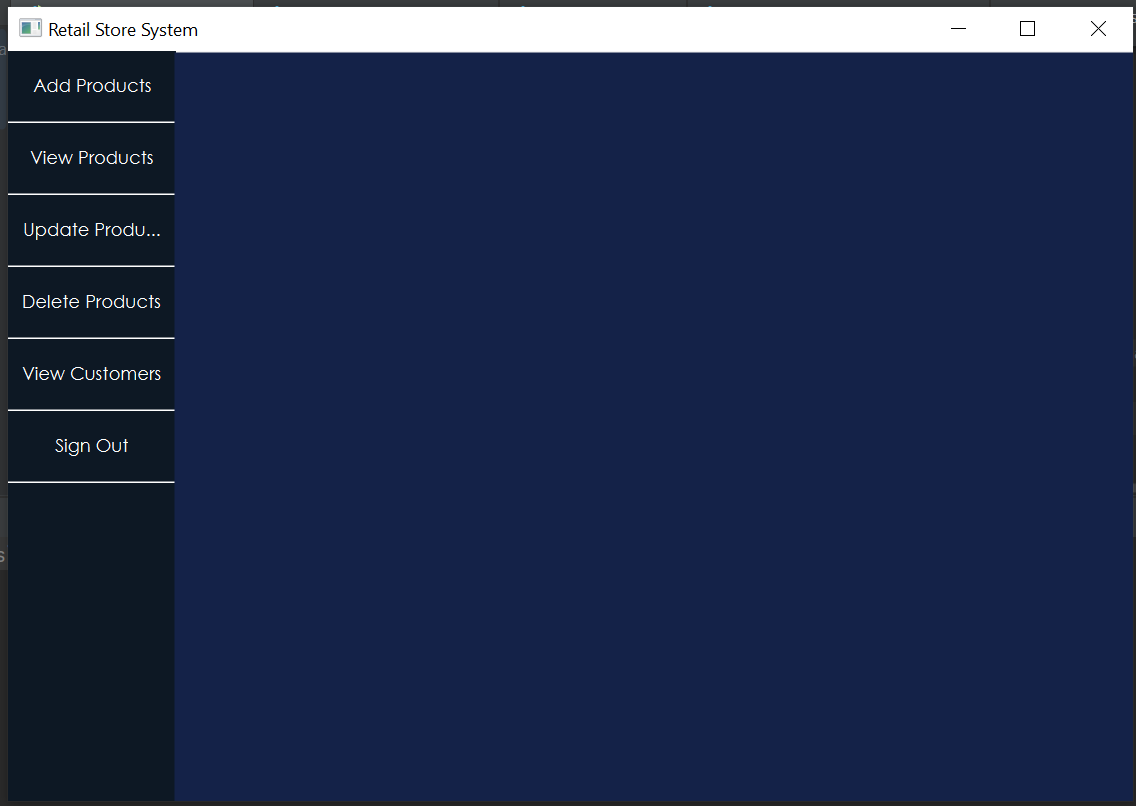 Retail Store System
Add Products
View Products
Update Produ...
Delete Products
View Customers
Sign Out